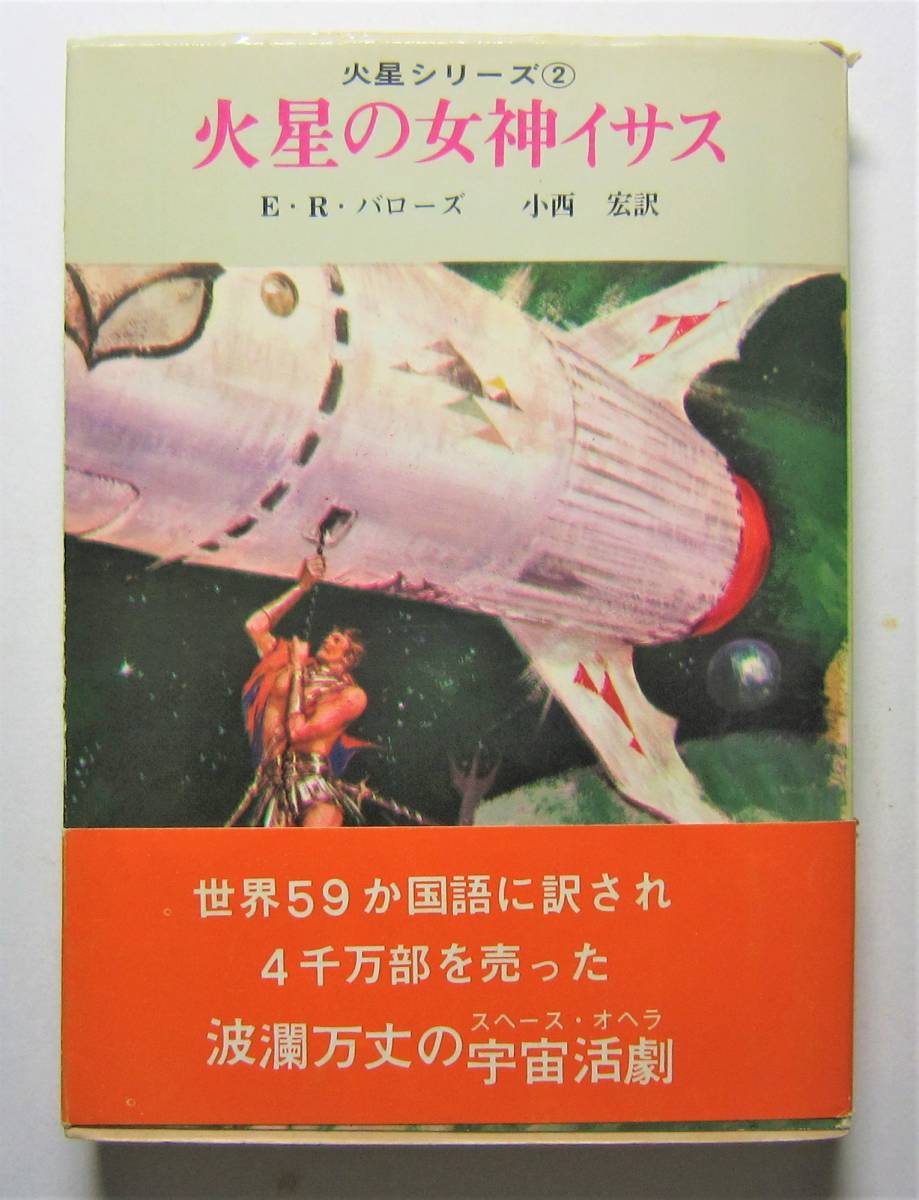 火星シリーズ②
火星の女神イサス
E・R・バローズ 小西 宏訳
世界59か国語に訳され
4千万部を売った
スペース・オペラ
波瀾万丈の宇宙活劇